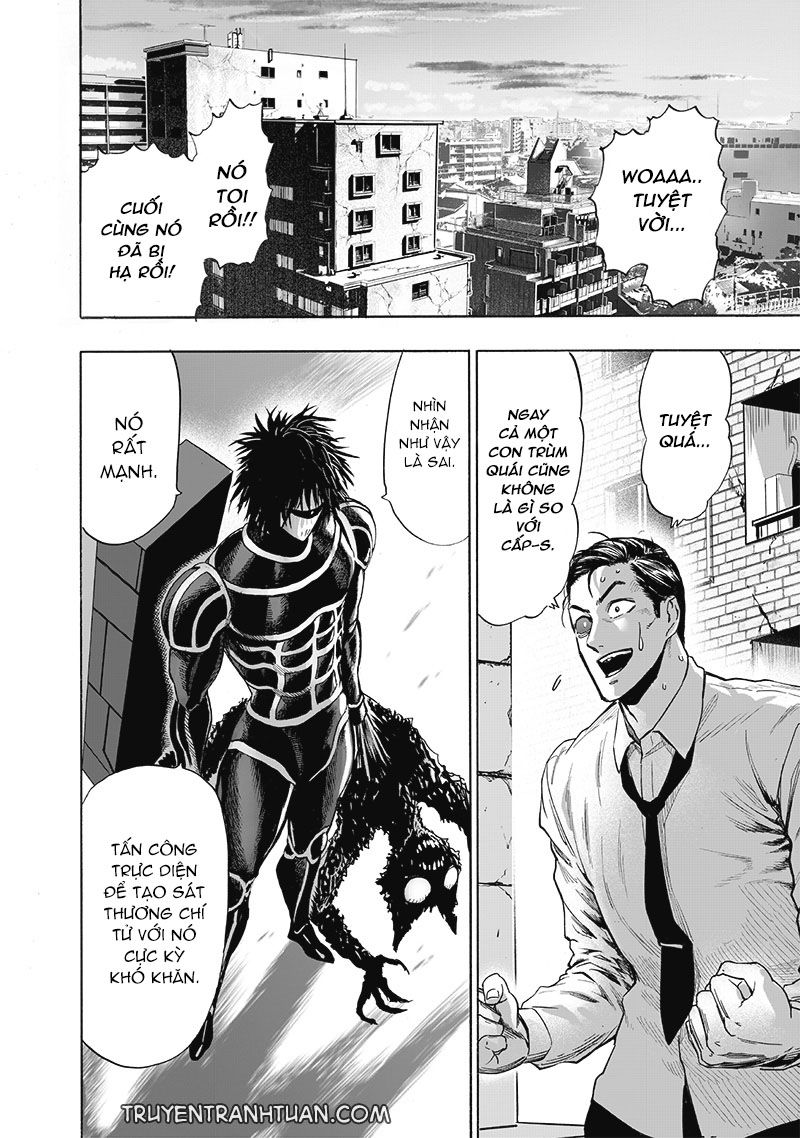 WOAAA..
TUYỆT
VỜI...
NÓ
TOI
RỒI!!
CUỐI
CÙNG NÓ
ĐÃ BỊ
HẠ RỒI!
TUYỆT
QUÁ...
NGAY
CẢ MỘT
CON TRÙM
QUÁI CŨNG
KHÔNG
LÀ GÌ SO
VỚI
CẤP-S.
NHÌN
NHẬN
NHƯ VẬY
LÀ SAI.
NÓ
RẤT
MẠNH.
TẤN CÔNG
TRỰC DIỆN
ĐỂ TẠO SÁT
THƯƠNG CHÍ
TỬ VỚI NÓ
CỰC KỲ
KHÓ KHĂN.
TRUYENTRANHTUAN.COM